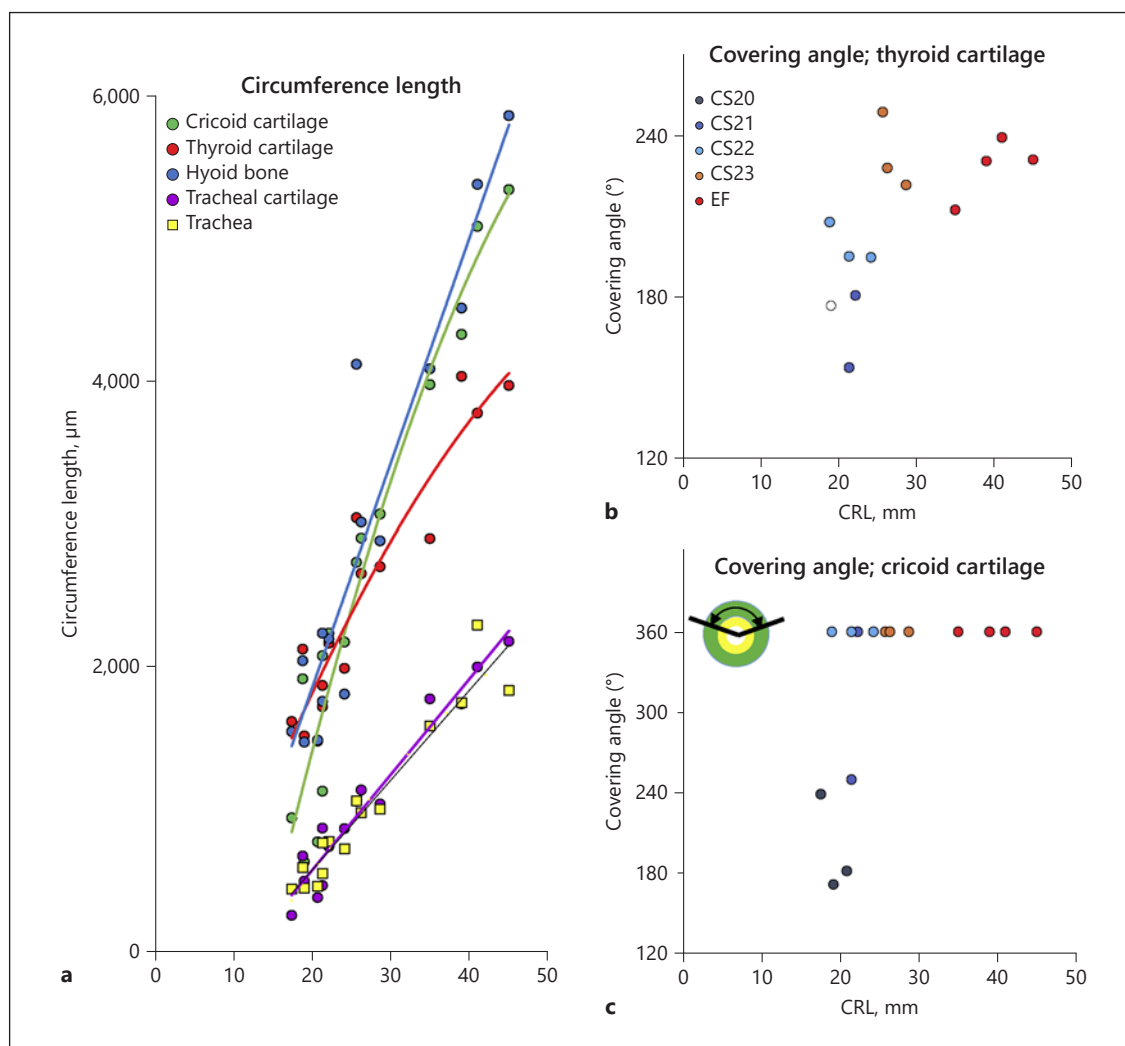 Circumference length
6,000
4,000
2,000
0
Circumference length, µm
Cricoid cartilage
Thyroid cartilage
Hyoid bone
Tracheal cartilage
Trachea
0 10 20 30 40 50
CRL, mm
a
Covering angle; thyroid cartilage
240
180
120
Covering angle (°)
CS20
CS21
CS22
CS23
EF
0 10 20 30 40 50
CRL, mm
b
Covering angle; cricoid cartilage
360
300
240
120
Covering angle (°)
0 10 20 30 40 50
CRL, mm
c